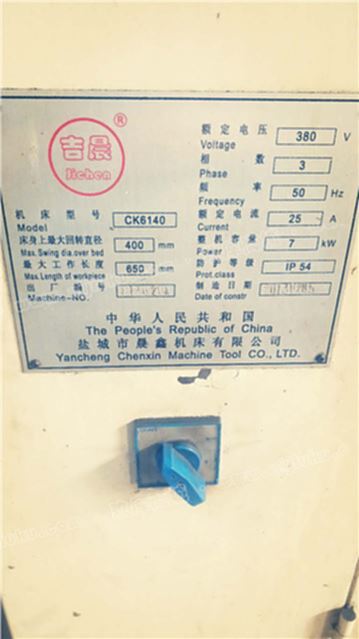 吉晨
®
Jichen
额定电压 380 V
Voltage
相数 3
Phase
频率 50 Hz
Frequency
机床型号 CK6140
Model
额定电流 25 A
Current
床身上最大回转直径 400 mm
Max.Swing dia.over bed
整机容量 7 kW
Power
最大工作长度 650 mm
Max.Length of workpiece
防护等级 IP 54
Prot.class
出厂编号
Machine-NO.
制造日期
Date of constr
中华人民共和国
The People's Republic of China
盐城市晨鑫机床有限公司
Yancheng Chenxin Machine Tool CO., LTD.